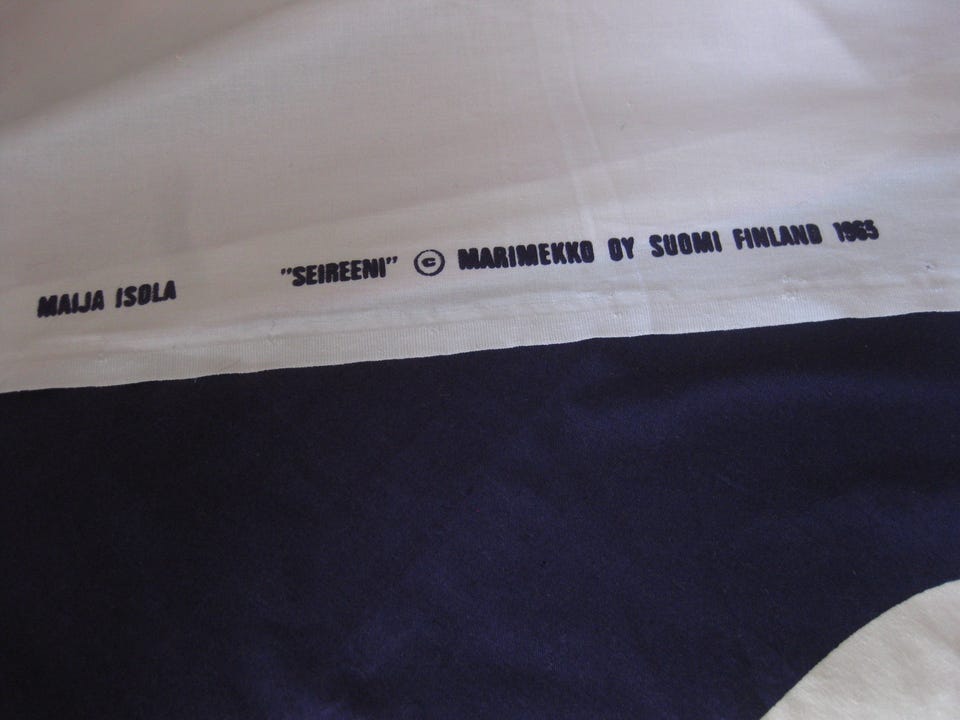 MAIJA ISOLA "SEIREENI" © MARIMEKKO OY SUOMI FINLAND 1965